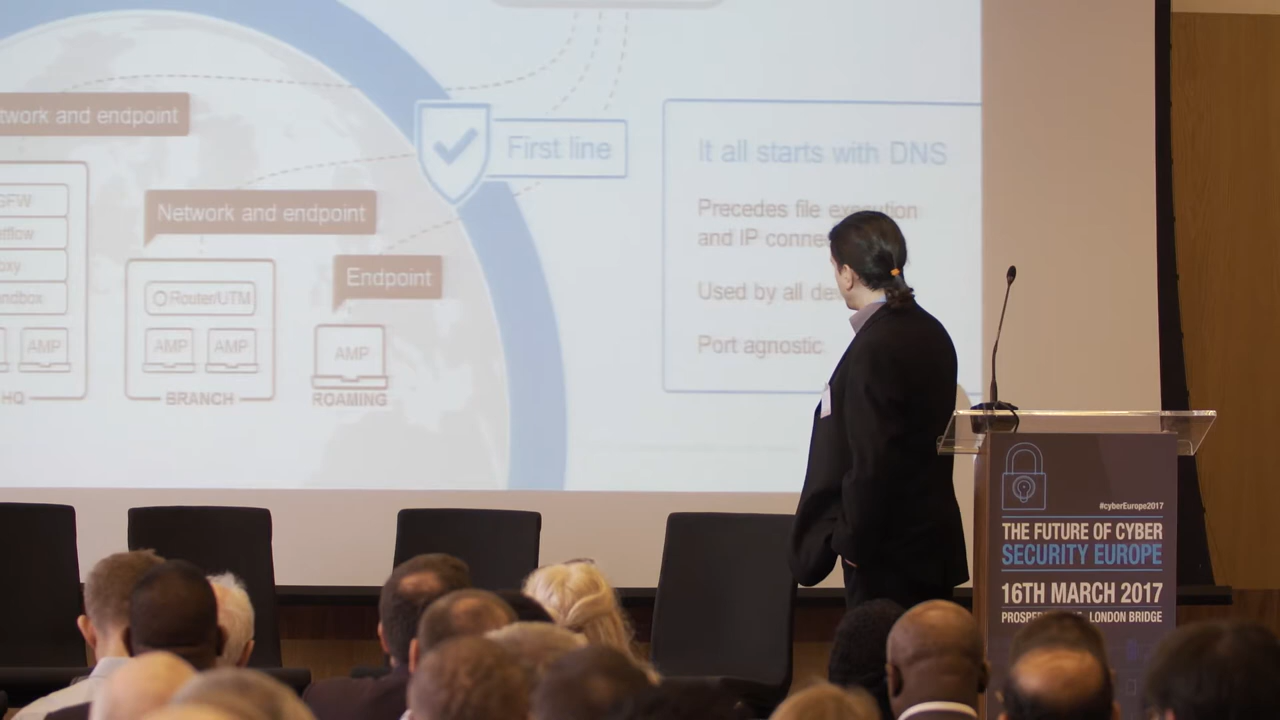 twork and endpoint
Network and endpoint
Endpoint
First line
Router/UTM
AMP
AMP
AMP
AMP
HQ
BRANCH
ROAMING
It all starts with DNS
Precedes file execution
and IP conne
Used by all de
Port agnostic
#cyberEurope2017
THE FUTURE OF CYBER
SECURITY EUROPE
16TH MARCH 2017
LONDON BRIDGE